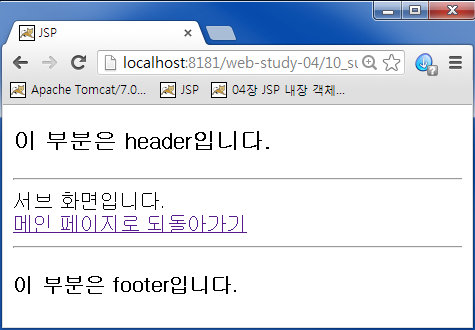 JSP
localhost:8181/web-study-04/10_su
Apache Tomcat/7.0... JSP 04장 JSP 내장 객체...
이 부분은 header입니다.
서브 화면입니다.
메인 페이지로 되돌아가기
이 부분은 footer입니다.